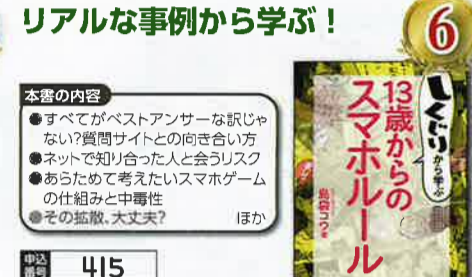 リアルな事例から学ぶ！
6
本書の内容
●すべてがベストアンサーな訳じゃ
ない?質問サイトとの向き合い方
●ネットで知り合った人と会うリスク
●あらためて考えたいスマホゲーム
の仕組みと中毒性
●その拡散、大丈夫?　ほか
申込番号
415
しくじりから学ぶ
13歳からの
スマホルール
島袋コウ 著